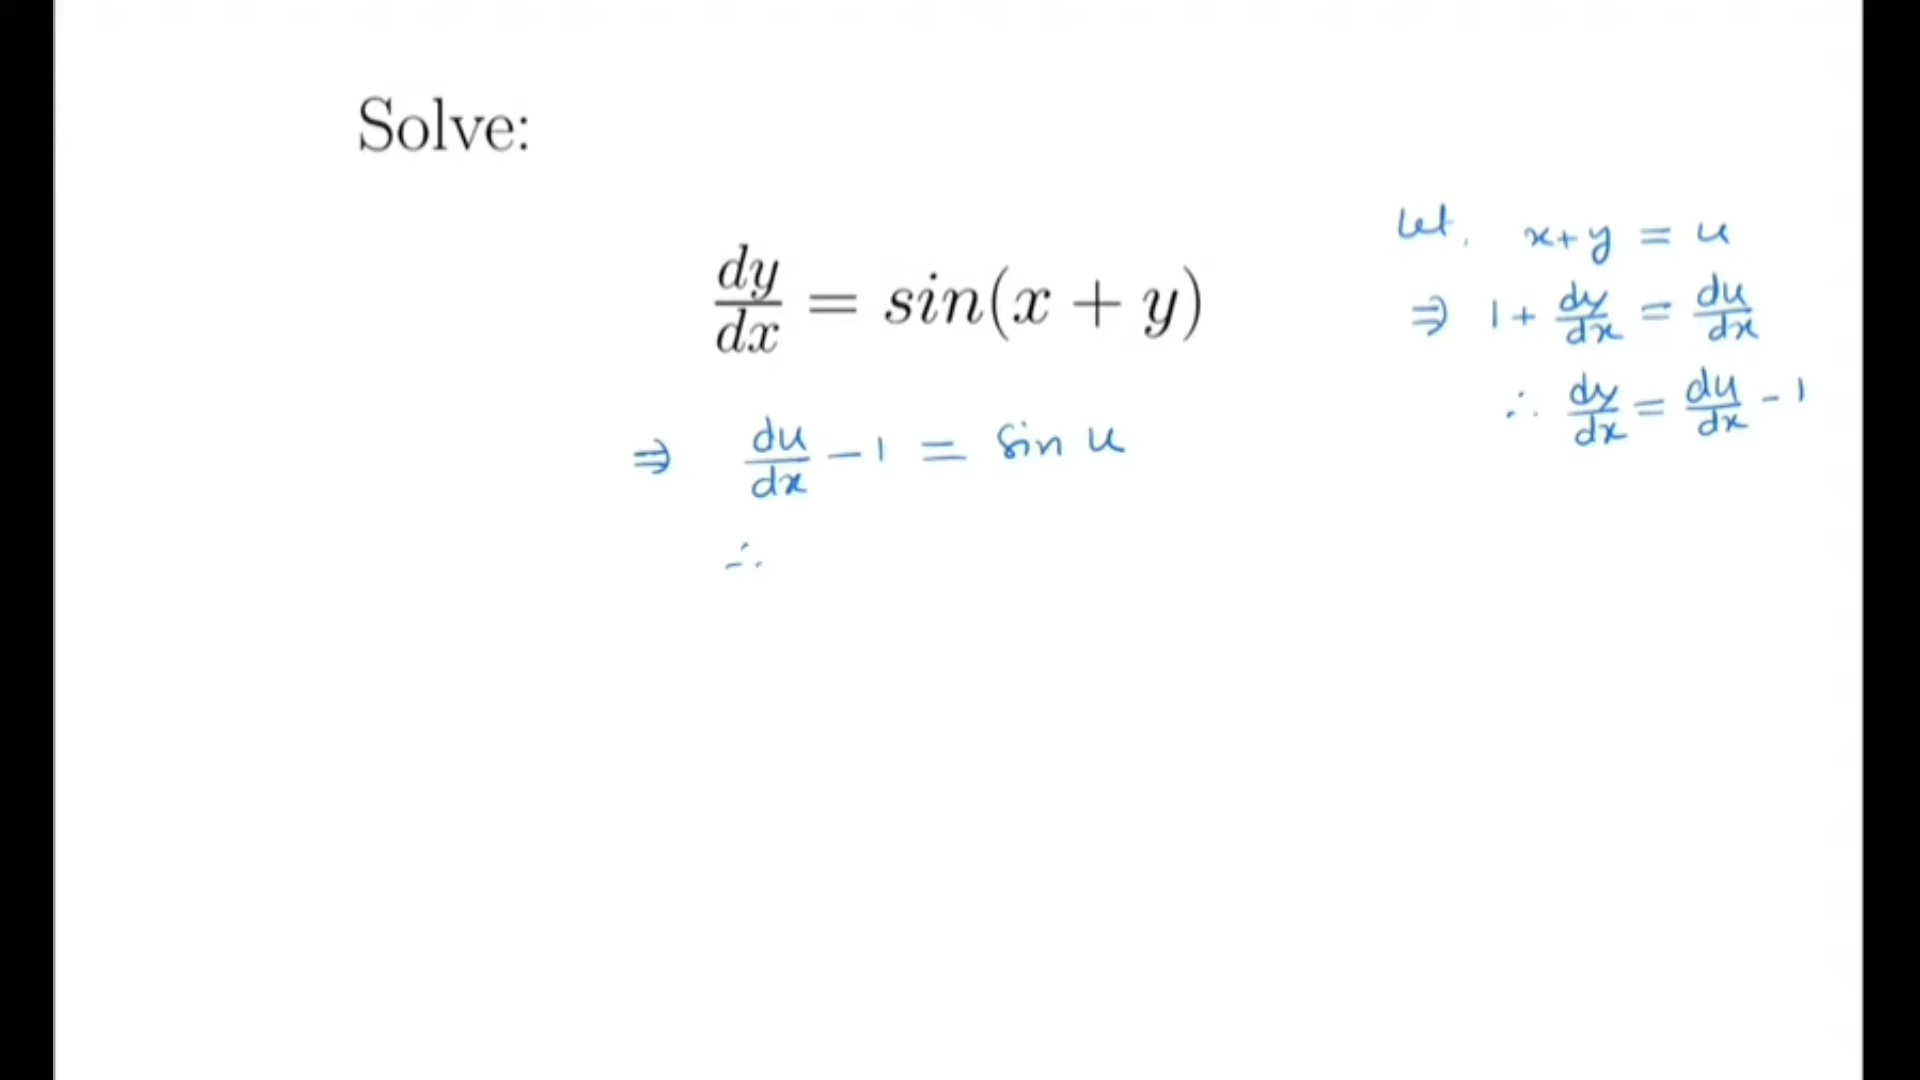 Solve:
dy/dx = sin(x + y)
⇒ du/dx - 1 = sin u
∴
let, x+y = u
⇒ 1 + dy/dx = du/dx
∴ dy/dx = du/dx - 1